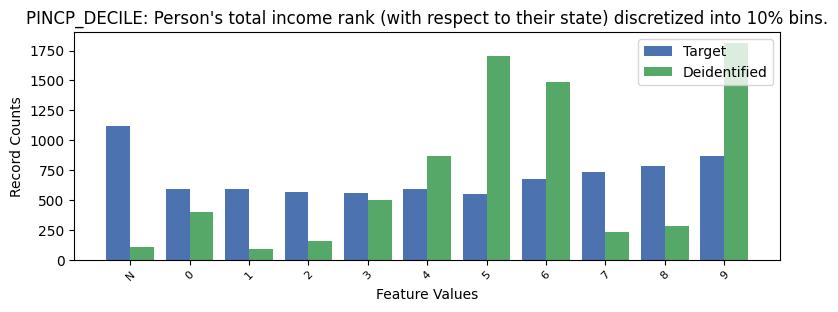 PINCP_DECILE: Person's total income rank (with respect to their state) discretized into 10% bins.
Target
Deidentified
Record Counts
1750
1500
1250
1000
750
500
250
0
N 0 1 2 3 4 5 6 7 8 9
Feature Values